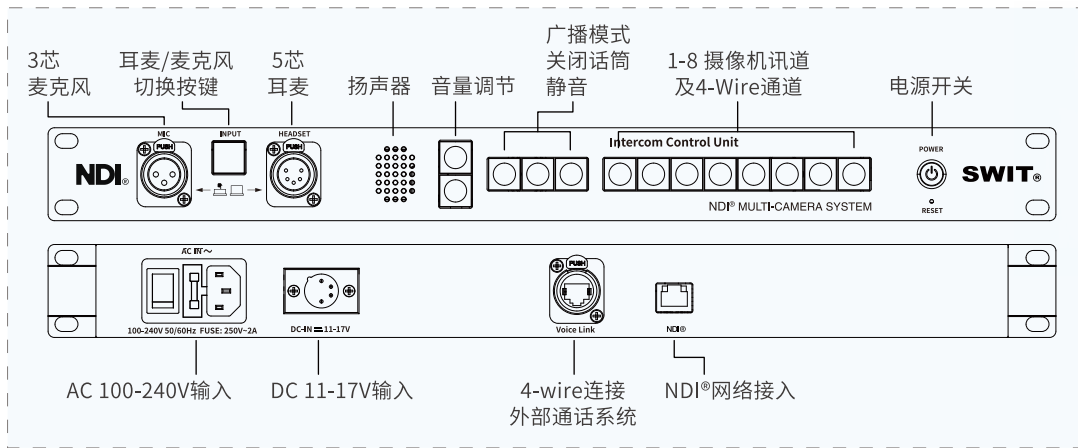 3芯
麦克风
耳麦/麦克风
切换按键
5芯
耳麦
扬声器
音量调节
广播模式
关闭话筒
静音
1-8 摄像机讯道
及4-Wire通道
电源开关
MIC
PUSH
INPUT
HEADSET
PUSH
Intercom Control Unit
POWER
NDI®
SWIT®
NDI® MULTI-CAMERA SYSTEM
RESET
AC IN～
PUSH
100-240V 50/60Hz FUSE: 250V~2A
DC-IN ⎓ 11-17V
Voice Link
NDI®
AC 100-240V输入
DC 11-17V输入
4-wire连接
外部通话系统
NDI®网络接入